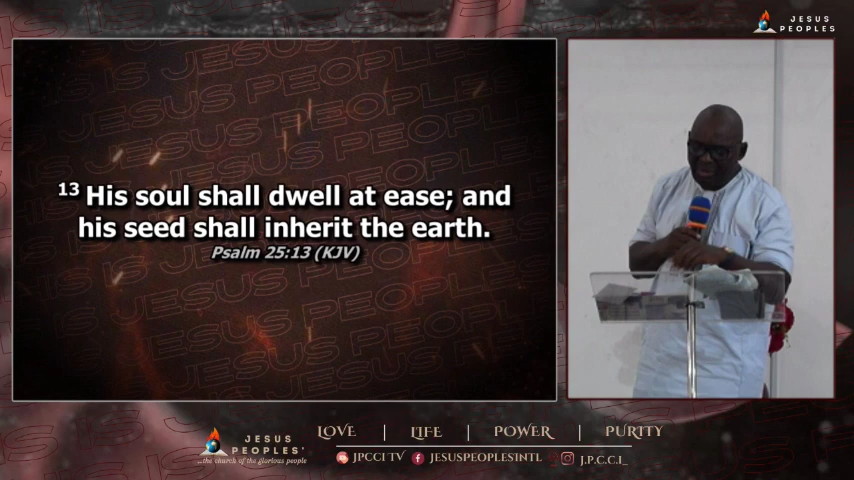 JESUS
PEOPLES
13 His soul shall dwell at ease; and
his seed shall inherit the earth.
Psalm 25:13 (KJV)
LOVE | LIFE | POWER | PURITY
JESUS
PEOPLES'
...the church of the glorious people
JPCCI TV JESUSPEOPLESINTL J.P.C.C.I_